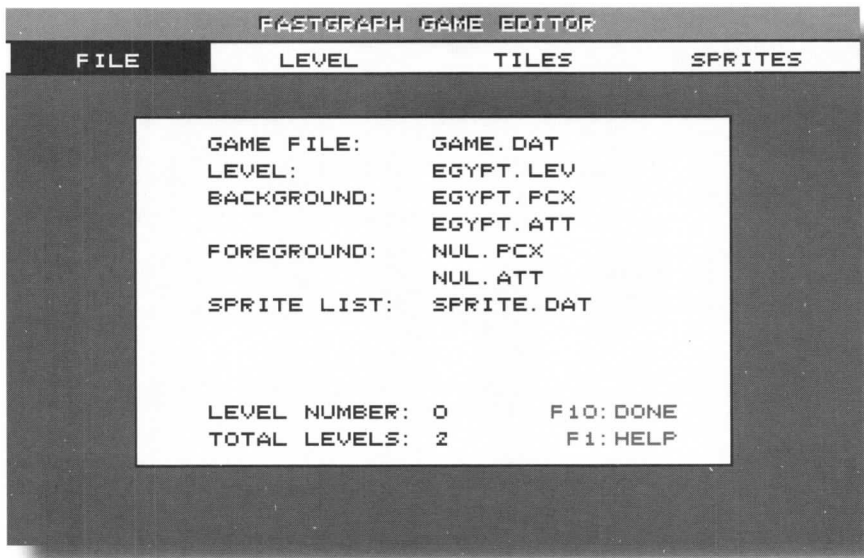 FASTGRAPH GAME EDITOR
FILE LEVEL TILES SPRITES
GAME FILE: GAME.DAT
LEVEL: EGYPT.LEV
BACKGROUND: EGYPT.PCX
EGYPT.ATT
FOREGROUND: NUL.PCX
NUL.ATT
SPRITE LIST: SPRITE.DAT
LEVEL NUMBER: 0 F10:DONE
TOTAL LEVELS: 2 F1:HELP